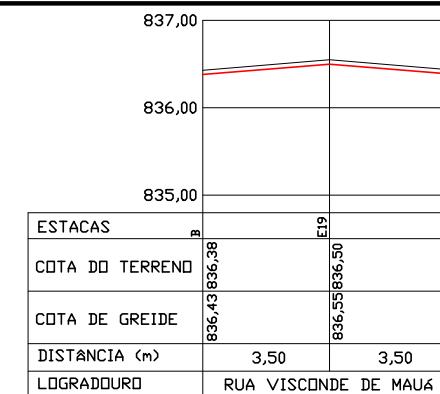 837,00
836,00
835,00
ESTACAS B E19
COTA DO TERRENO 836,38 836,50
COTA DE GREIDE 836,43 836,55
DISTÂNCIA (m) 3,50 3,50
LOGRADOURO RUA VISCONDE DE MAUÁ